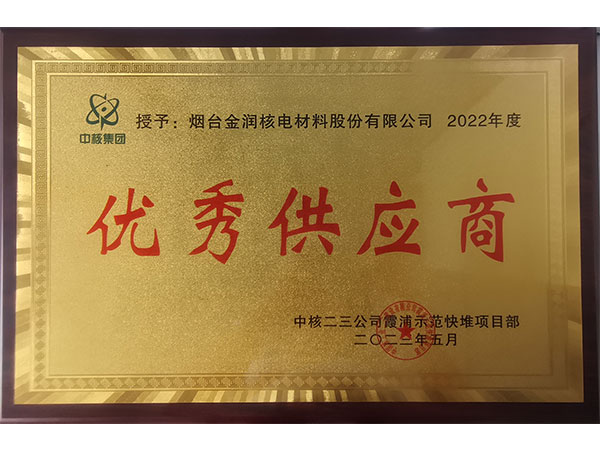 中核集团
授予：烟台金润核电材料股份有限公司 2022年度
优秀供应商
中核二三公司霞浦示范快堆项目部
二〇二三年五月